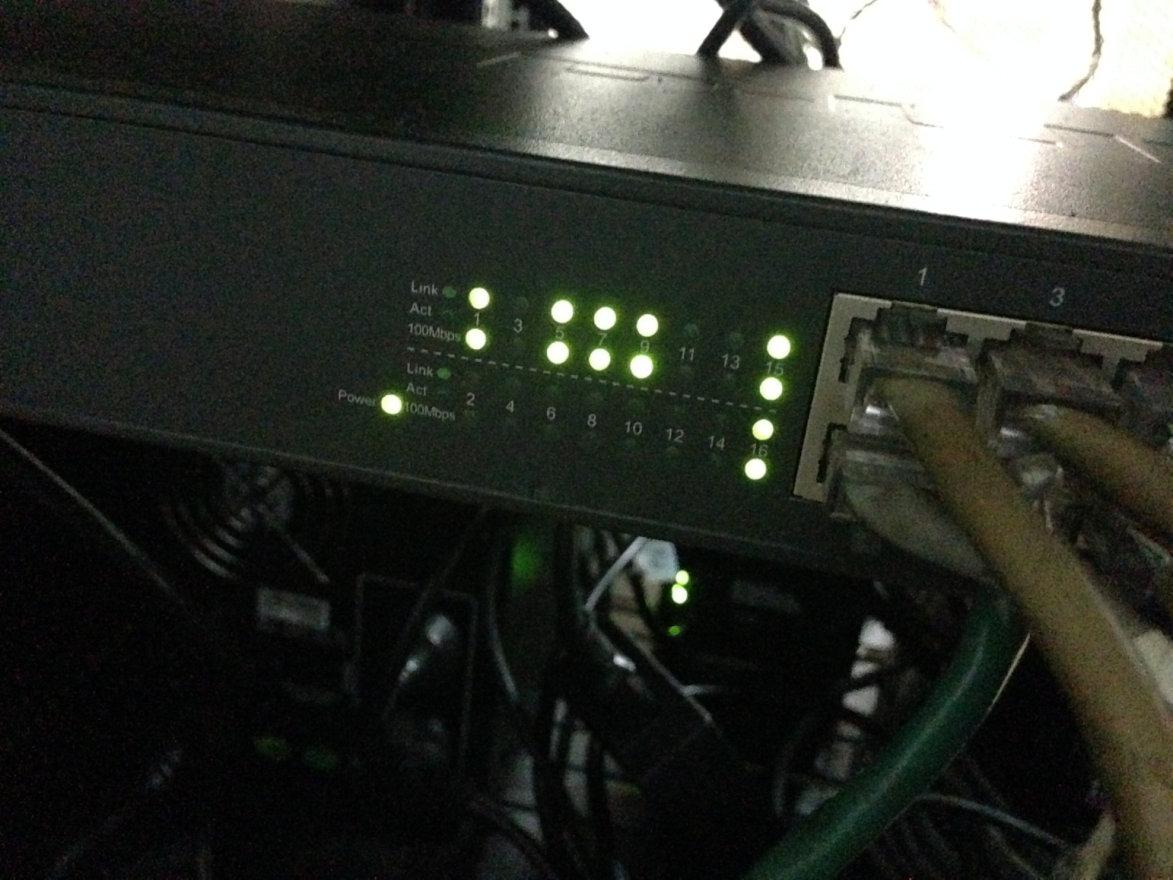 1 3
Link
Act 1 3 5 7 9 11 13 15
100Mbps
Link
Act 2 4 6 8 10 12 14 16
Power 100Mbps